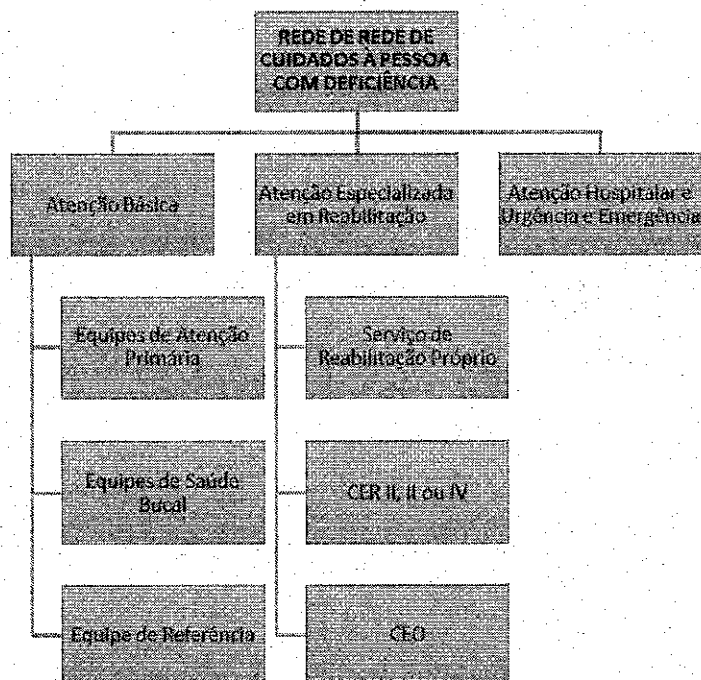 REDE DE REDE DE
CUIDADOS À PESSOA
COM DEFICIÊNCIA
Atenção Básica
Atenção Especializada
em Reabilitação
Atenção Hospitalar e
Urgência e Emergência
Equipes de Atenção
Primária
Serviço de
Reabilitação Próprio
Equipes de Saúde
Bucal
CER II, II ou IV
Equipe de Referência
CEO